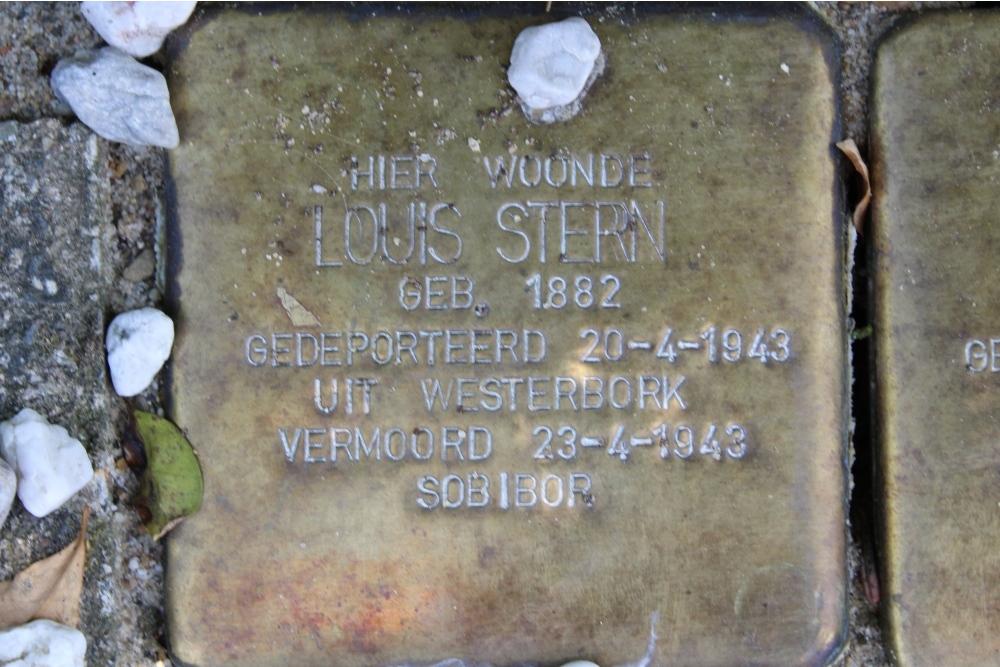 HIER WOONDE
LOUIS STERN
GEB. 1882
GEDEPORTEERD 20-4-1943
UIT WESTERBORK
VERMOORD 23-4-1943
SOBIBOR